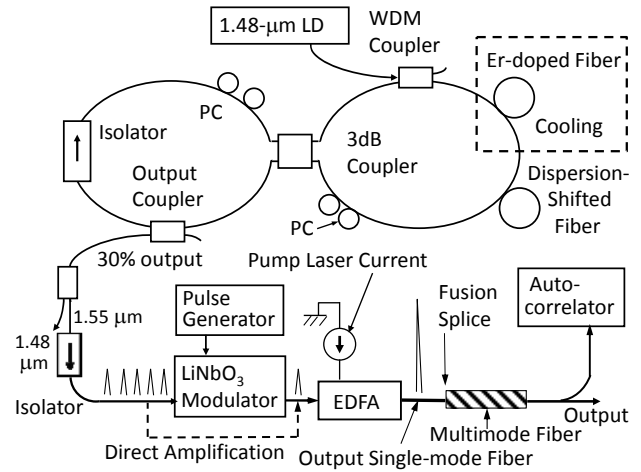 1.48-μm LD
WDM
Coupler
Er-doped Fiber
Cooling
PC
Isolator
Output
Coupler
3dB
Coupler
Dispersion-
Shifted
Fiber
PC
30% output
Pump Laser Current
1.55 μm
1.48
μm
Pulse
Generator
Fusion
Splice
Auto-
correlator
LiNbO3
Modulator
EDFA
Isolator
Direct Amplification
Output Single-mode Fiber
Multimode Fiber
Output